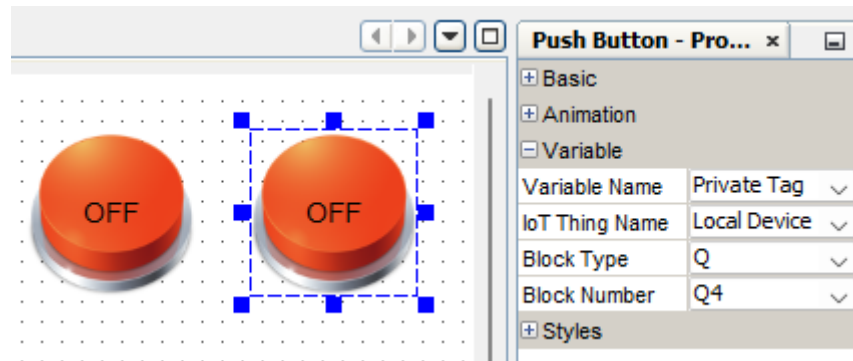 Push Button - Pro... ×
Basic
Animation
Variable
Variable Name Private Tag
IoT Thing Name Local Device
Block Type Q
Block Number Q4
Styles
OFF OFF